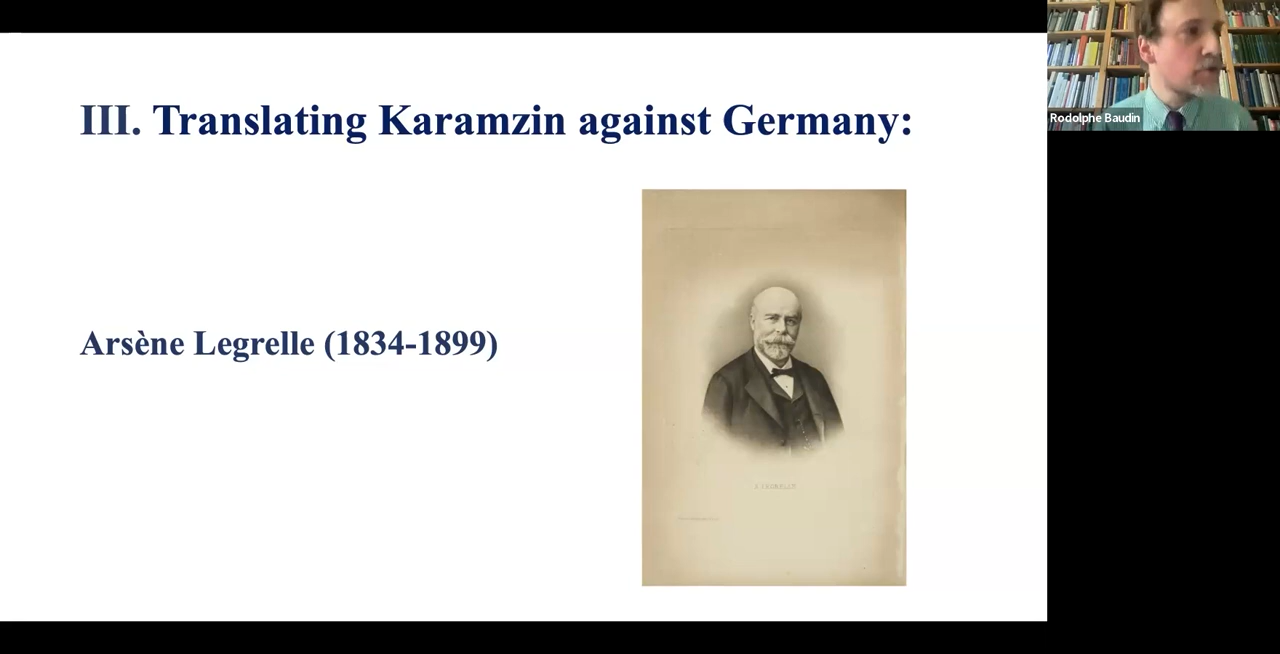 III. Translating Karamzin against Germany:
Arsène Legrelle (1834-1899)
Rodolphe Baudin